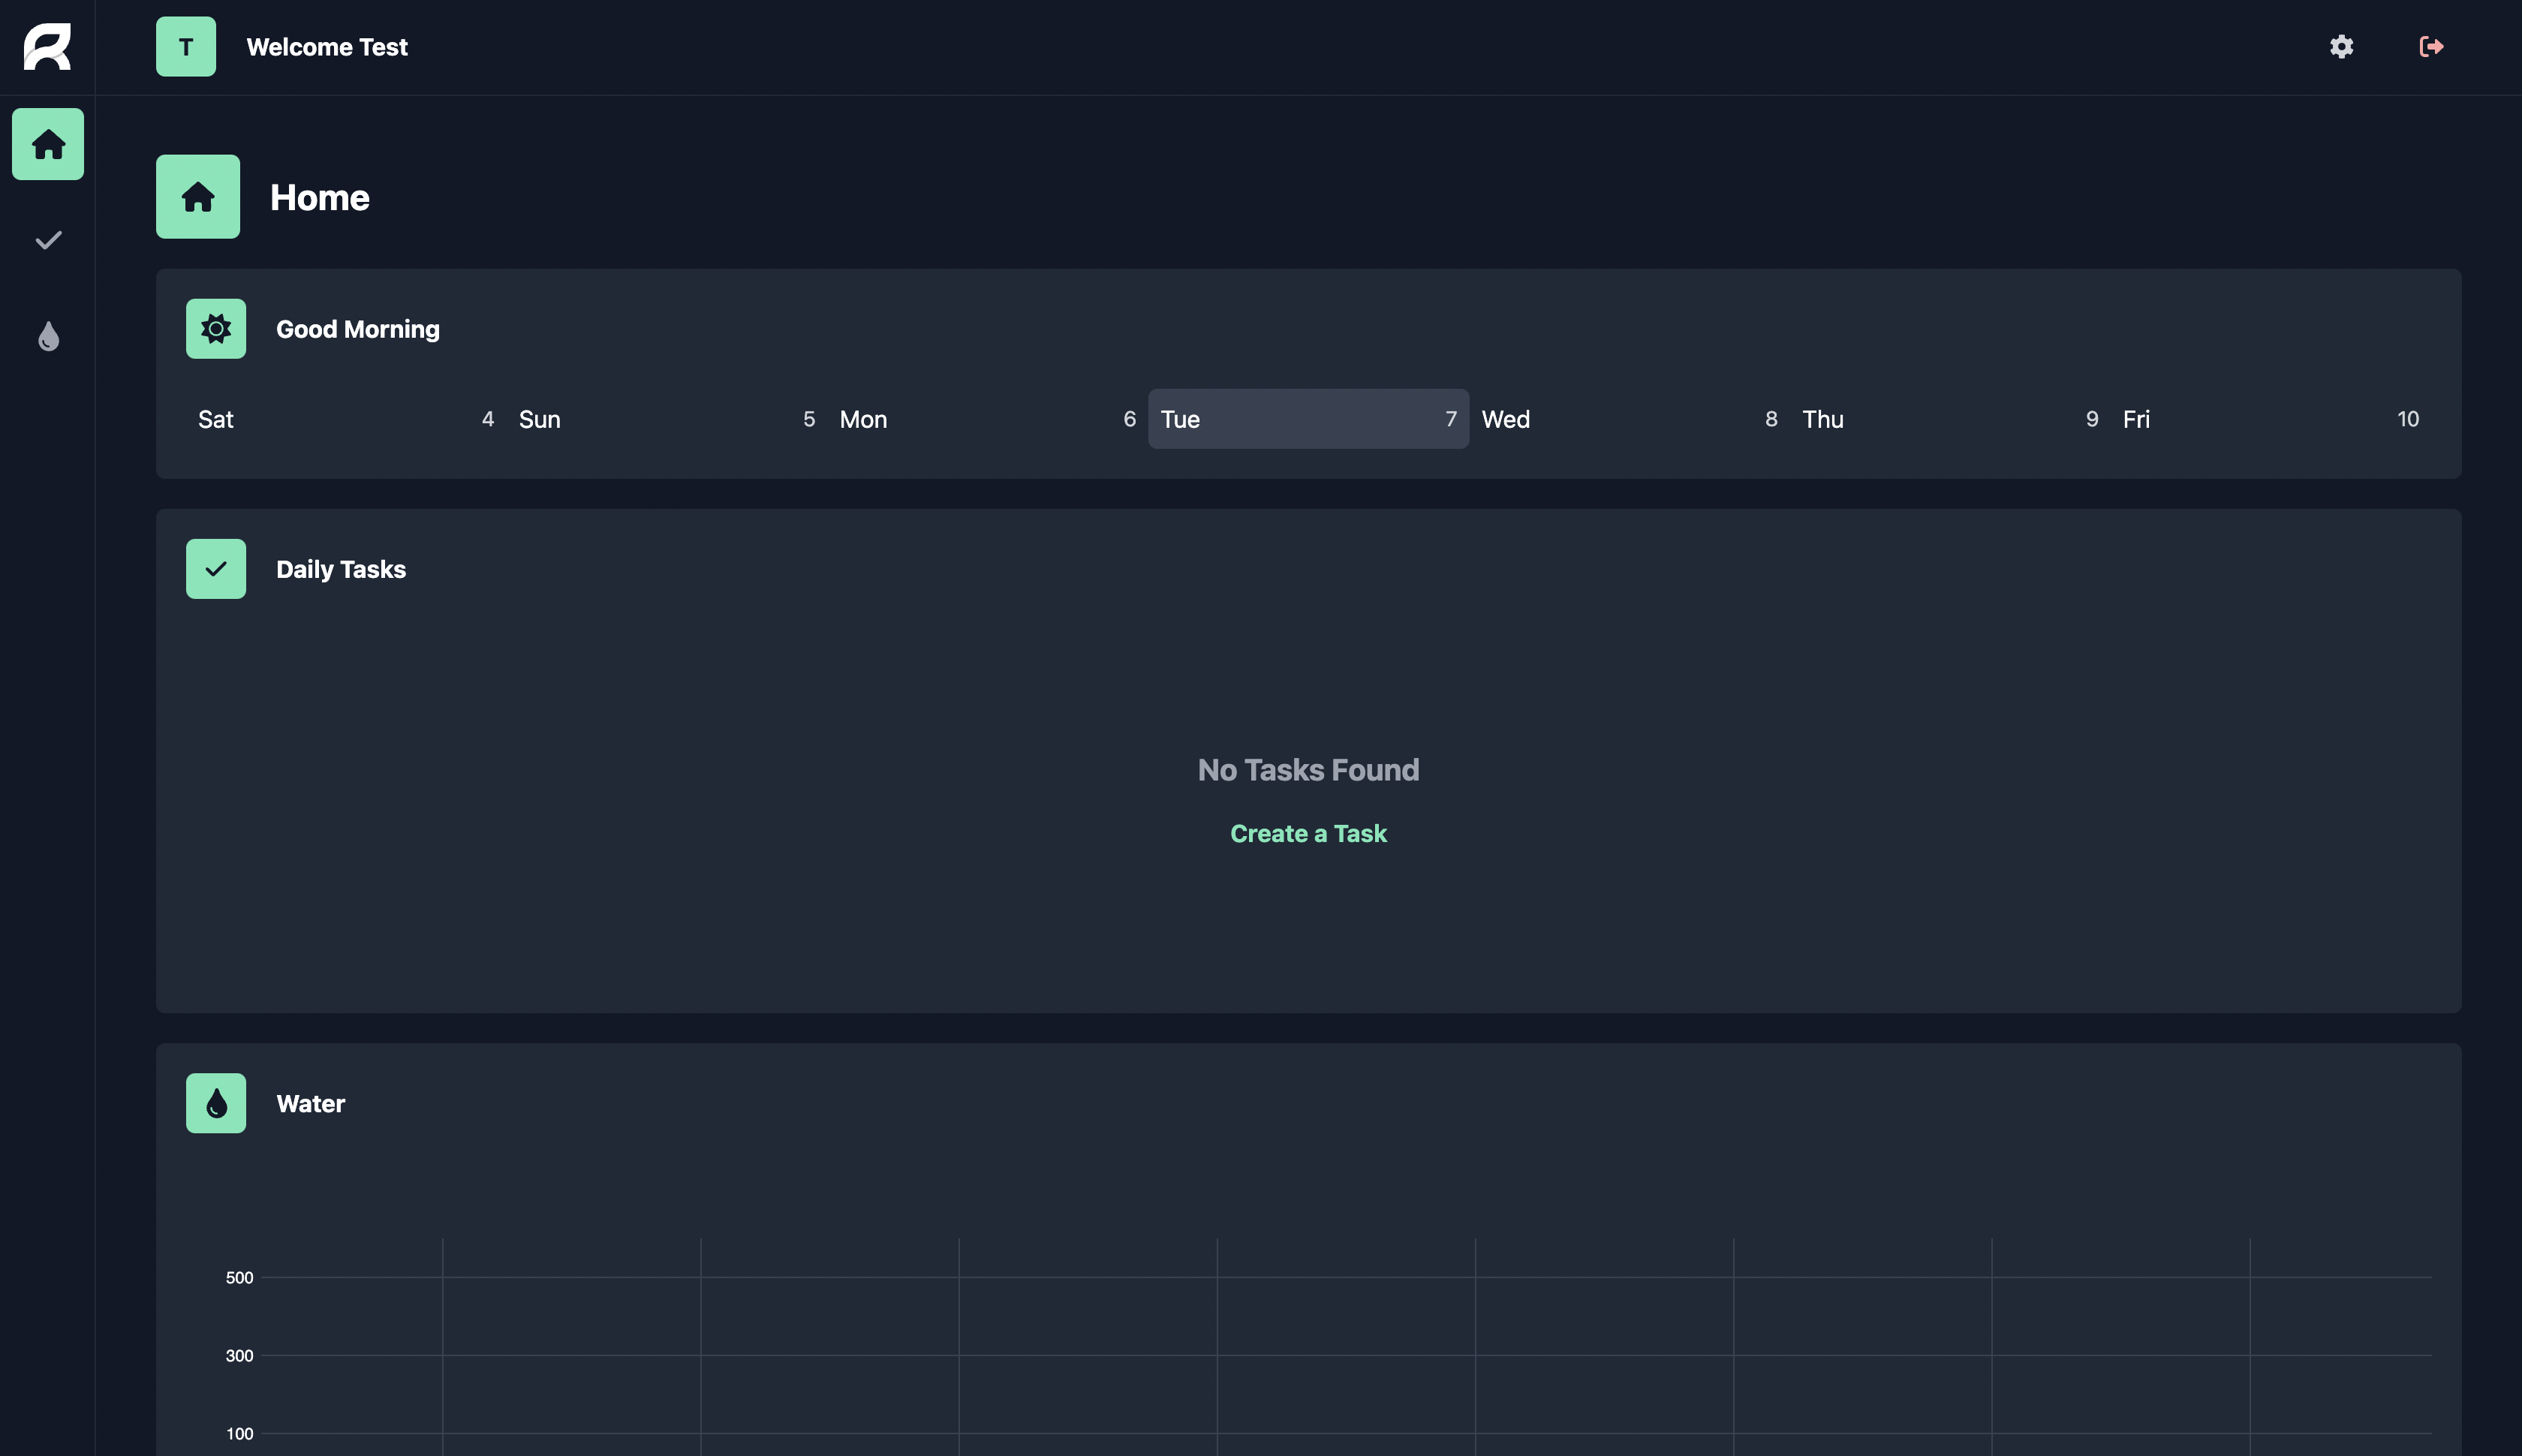 T Welcome Test
Home
Good Morning
Sat 4 Sun 5 Mon 6 Tue 7 Wed 8 Thu 9 Fri 10
Daily Tasks
No Tasks Found
Create a Task
Water
500
300
100